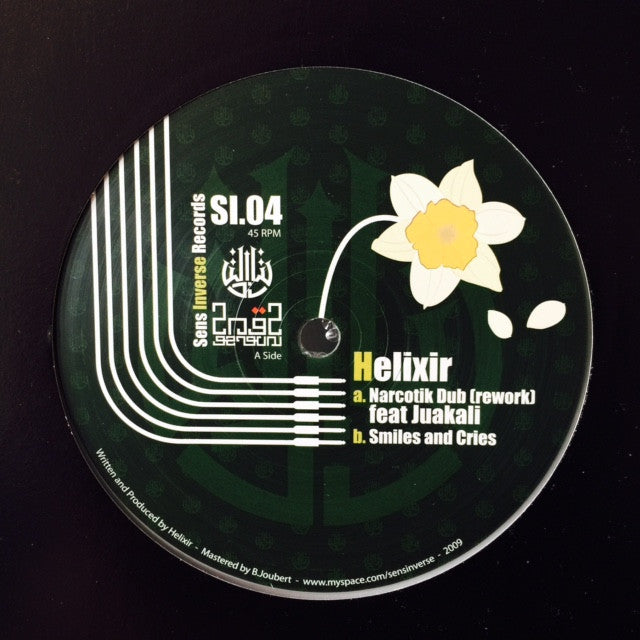 Sens Inverse Records
SI.04
45 RPM
A Side
Helixir
a. Narcotik Dub (rework)
feat Juakali
b. Smiles and Cries
Written and Produced by Helixir - Mastered by B.Joubert - www.myspace.com/sensinverse - 2009